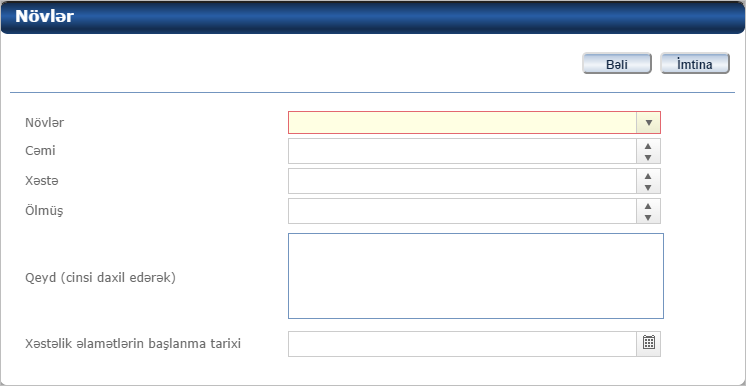 Növlər
Bəli İmtina
Növlər
Cəmi
Xəstə
Ölmüş
Qeyd (cinsi daxil edərək)
Xəstəlik əlamətlərin başlanma tarixi